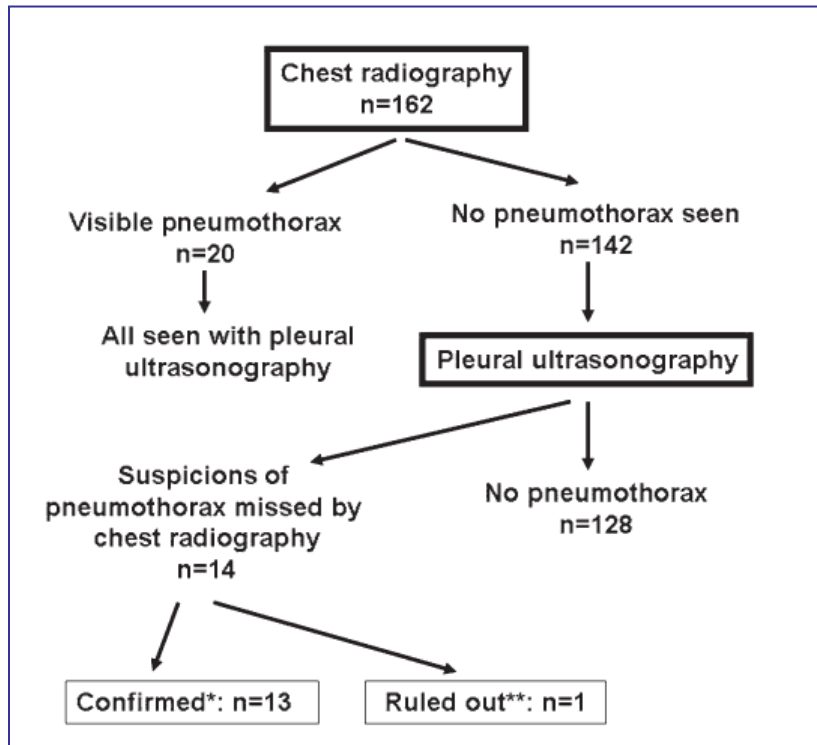 Chest radiography
n=162
Visible pneumothorax
n=20
No pneumothorax seen
n=142
All seen with pleural
ultrasonography
Pleural ultrasonography
Suspicions of
pneumothorax missed by
chest radiography
n=14
No pneumothorax
n=128
Confirmed*: n=13
Ruled out**: n=1